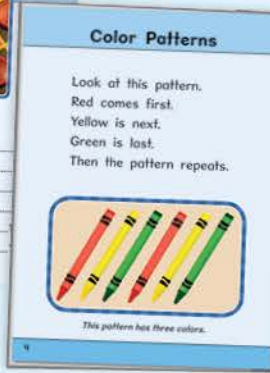 Color Patterns
Look at this pattern.
Red comes first.
Yellow is next.
Green is last.
Then the pattern repeats.
This pattern has three colors.
4